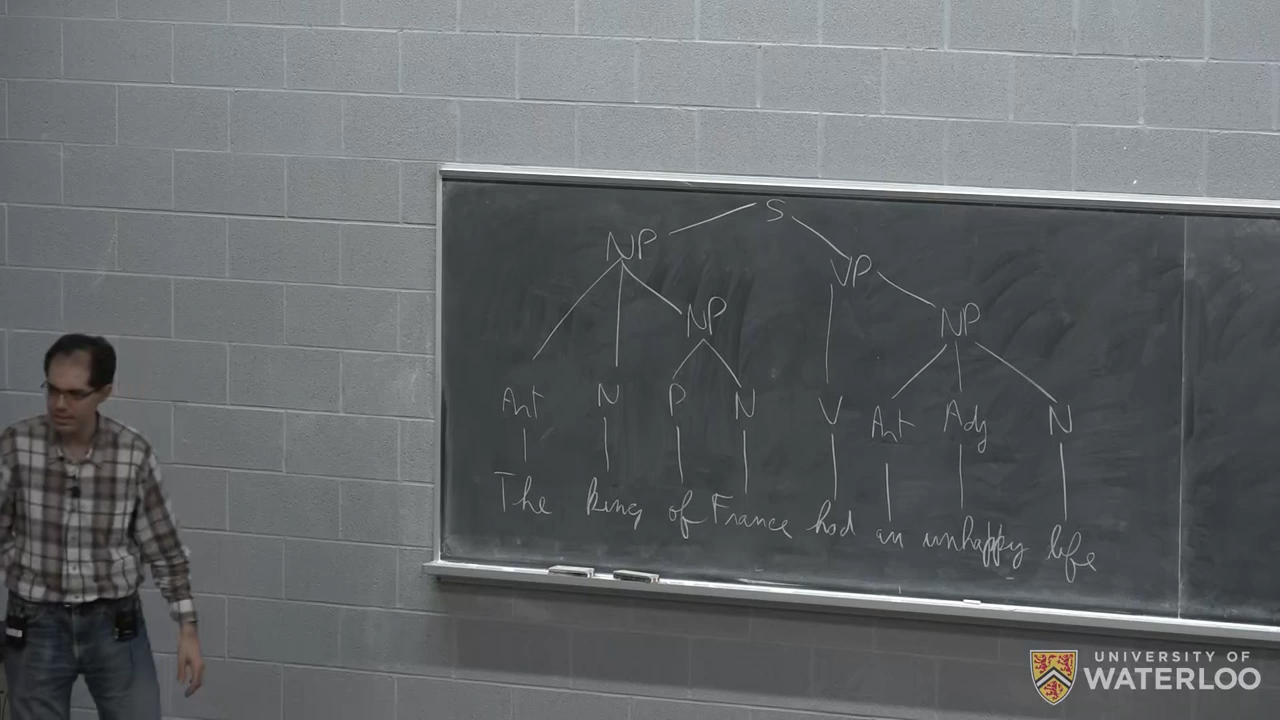 S
NP VP
NP NP
Art N P N V Art Adj N
The King of France had an unhappy life
UNIVERSITY OF
WATERLOO